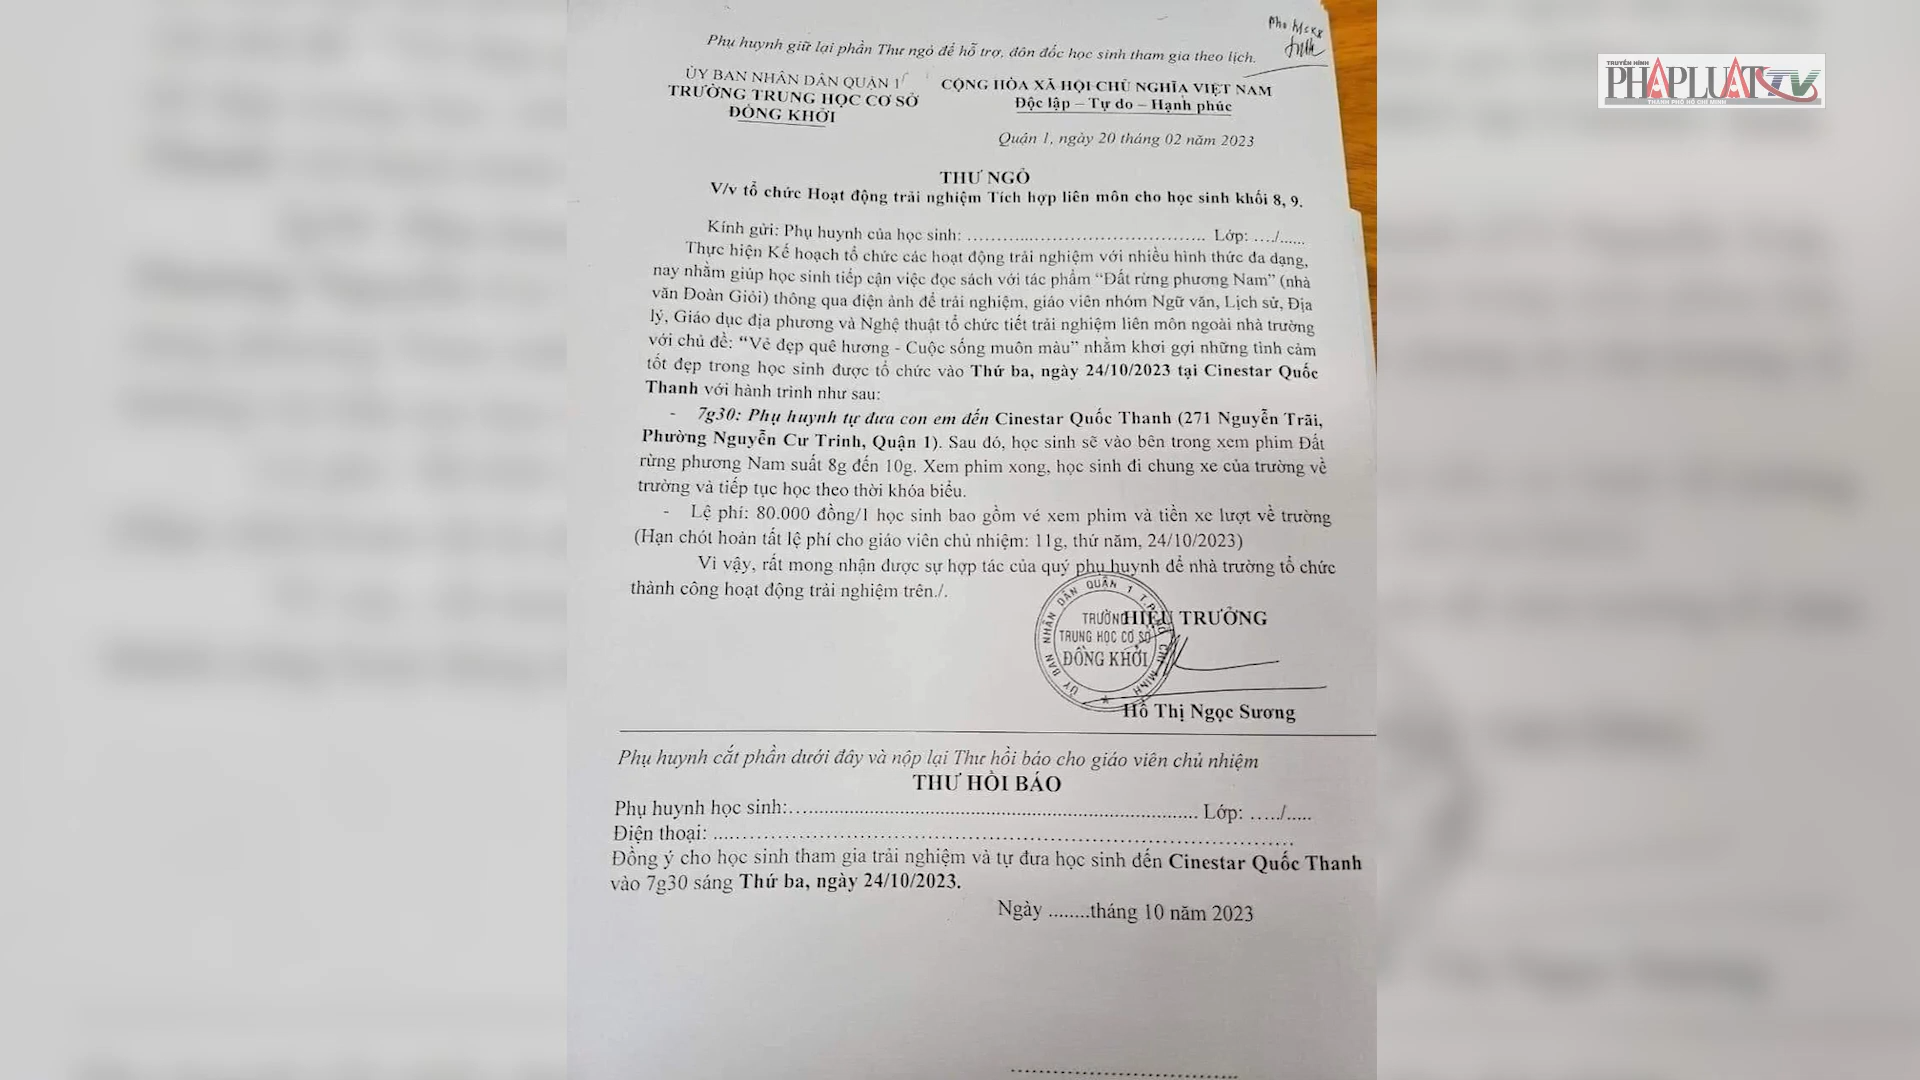 Phụ huynh giữ lại phần Thư ngỏ để hỗ trợ, đôn đốc học sinh tham gia theo lịch.
TRUYỀN HÌNH
PHÁP LUẬT TV
THÀNH PHỐ HỒ CHÍ MINH
ỦY BAN NHÂN DÂN QUẬN 1
TRƯỜNG TRUNG HỌC CƠ SỞ
ĐỒNG KHỞI
CỘNG HÒA XÃ HỘI CHỦ NGHĨA VIỆT NAM
Độc lập – Tự do – Hạnh phúc
Quận 1, ngày 20 tháng 02 năm 2023
THƯ NGỎ
V/v tổ chức Hoạt động trải nghiệm Tích hợp liên môn cho học sinh khối 8, 9.
Kính gửi: Phụ huynh của học sinh: ........................................ Lớp: ..../......
Thực hiện Kế hoạch tổ chức các hoạt động trải nghiệm với nhiều hình thức đa dạng,
nay nhằm giúp học sinh tiếp cận việc đọc sách với tác phẩm “Đất rừng phương Nam” (nhà
văn Đoàn Giỏi) thông qua điện ảnh để trải nghiệm, giáo viên nhóm Ngữ văn, Lịch sử, Địa
lý, Giáo dục địa phương và Nghệ thuật tổ chức tiết trải nghiệm liên môn ngoài nhà trường
với chủ đề: “Vẻ đẹp quê hương - Cuộc sống muôn màu” nhằm khơi gợi những tình cảm
tốt đẹp trong học sinh được tổ chức vào Thứ ba, ngày 24/10/2023 tại Cinestar Quốc
Thanh với hành trình như sau:
- 7g30: Phụ huynh tự đưa con em đến Cinestar Quốc Thanh (271 Nguyễn Trãi,
Phường Nguyễn Cư Trinh, Quận 1). Sau đó, học sinh sẽ vào bên trong xem phim Đất
rừng phương Nam suất 8g đến 10g. Xem phim xong, học sinh đi chung xe của trường về
trường và tiếp tục học theo thời khóa biểu.
- Lệ phí: 80.000 đồng/1 học sinh bao gồm vé xem phim và tiền xe lượt về trường
(Hạn chót hoàn tất lệ phí cho giáo viên chủ nhiệm: 11g, thứ năm, 24/10/2023)
Vì vậy, rất mong nhận được sự hợp tác của quý phụ huynh để nhà trường tổ chức
thành công hoạt động trải nghiệm trên./.
HIỆU TRƯỞNG
ỦY BAN NHÂN DÂN QUẬN 1 T.P HỒ CHÍ MINH
TRƯỜNG
TRUNG HỌC CƠ SỞ
ĐỒNG KHỞI
Hồ Thị Ngọc Sương
Phụ huynh cắt phần dưới đây và nộp lại Thư hồi báo cho giáo viên chủ nhiệm
THƯ HỒI BÁO
Phụ huynh học sinh:........................................................ Lớp: ...../.....
Điện thoại: ........................................................................
Đồng ý cho học sinh tham gia trải nghiệm và tự đưa học sinh đến Cinestar Quốc Thanh
vào 7g30 sáng Thứ ba, ngày 24/10/2023.
Ngày ........tháng 10 năm 2023